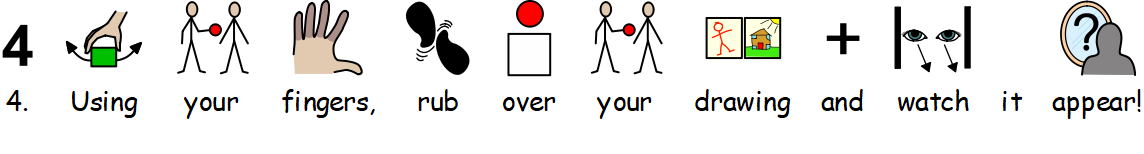 4
4. Using your fingers, rub over your drawing and watch it appear!